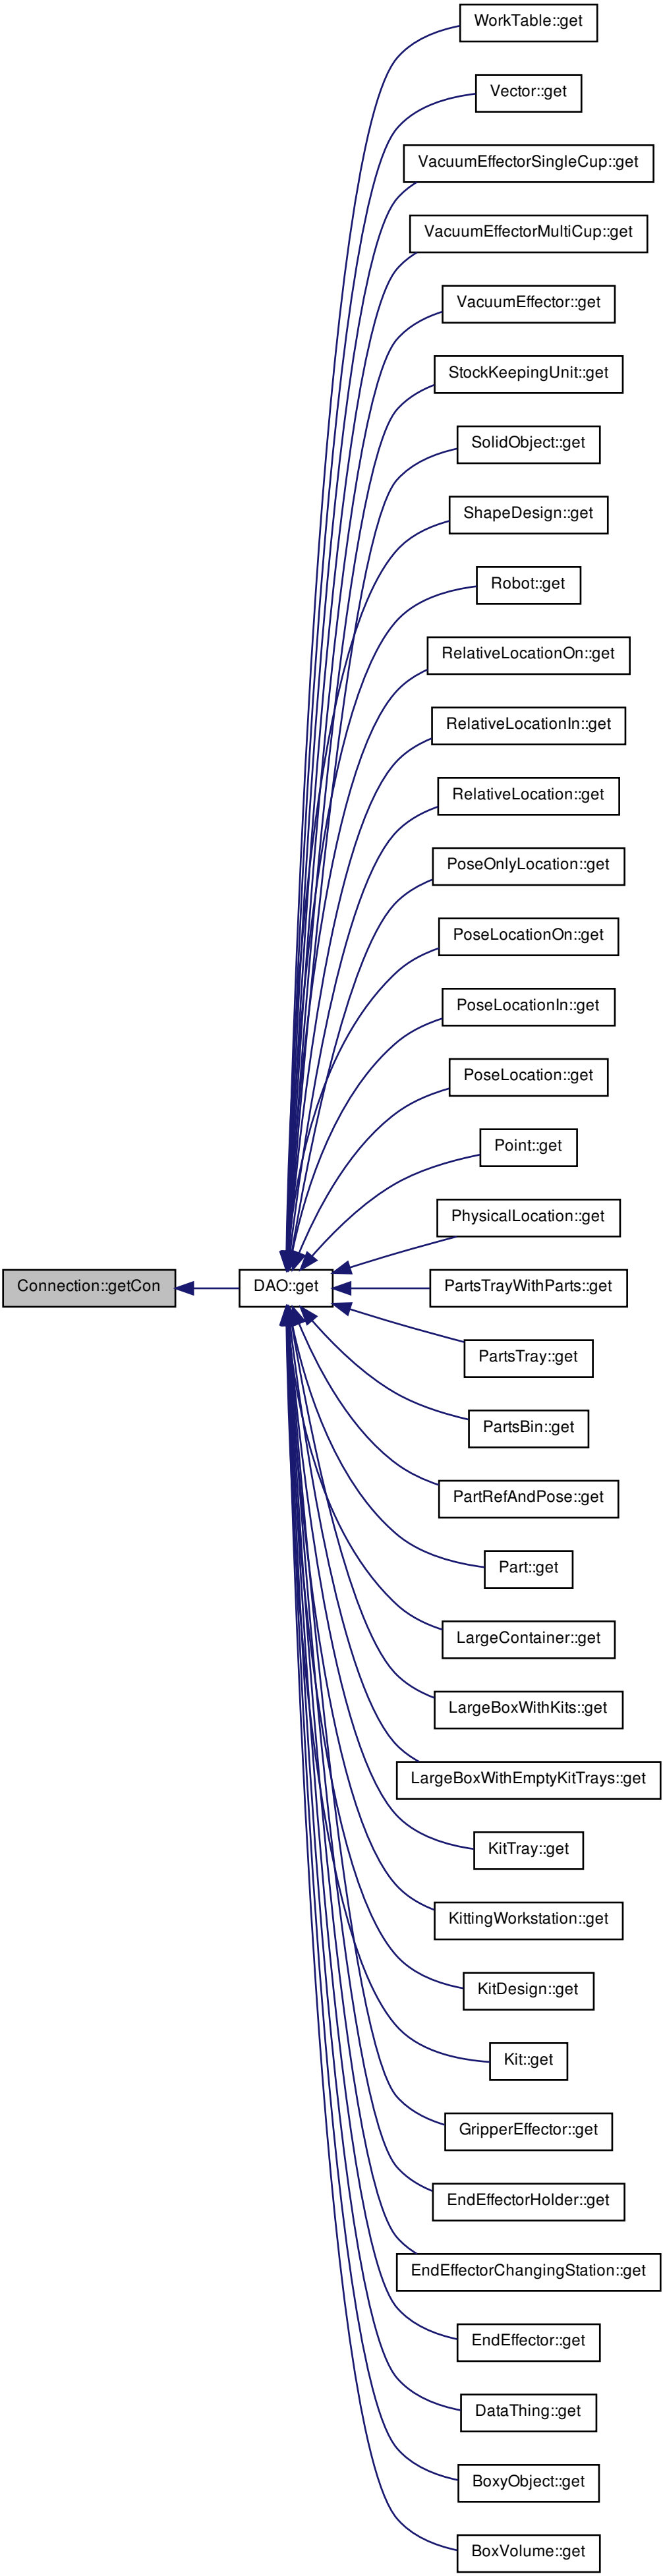 WorkTable::get
Vector::get
VacuumEffectorSingleCup::get
VacuumEffectorMultiCup::get
VacuumEffector::get
StockKeepingUnit::get
SolidObject::get
ShapeDesign::get
Robot::get
RelativeLocationOn::get
RelativeLocationIn::get
RelativeLocation::get
PoseOnlyLocation::get
PoseLocationOn::get
PoseLocationIn::get
PoseLocation::get
Point::get
PhysicalLocation::get
Connection::getCon
DAO::get
PartsTrayWithParts::get
PartsTray::get
PartsBin::get
PartRefAndPose::get
Part::get
LargeContainer::get
LargeBoxWithKits::get
LargeBoxWithEmptyKitTrays::get
KitTray::get
KittingWorkstation::get
KitDesign::get
Kit::get
GripperEffector::get
EndEffectorHolder::get
EndEffectorChangingStation::get
EndEffector::get
DataThing::get
BoxyObject::get
BoxVolume::get